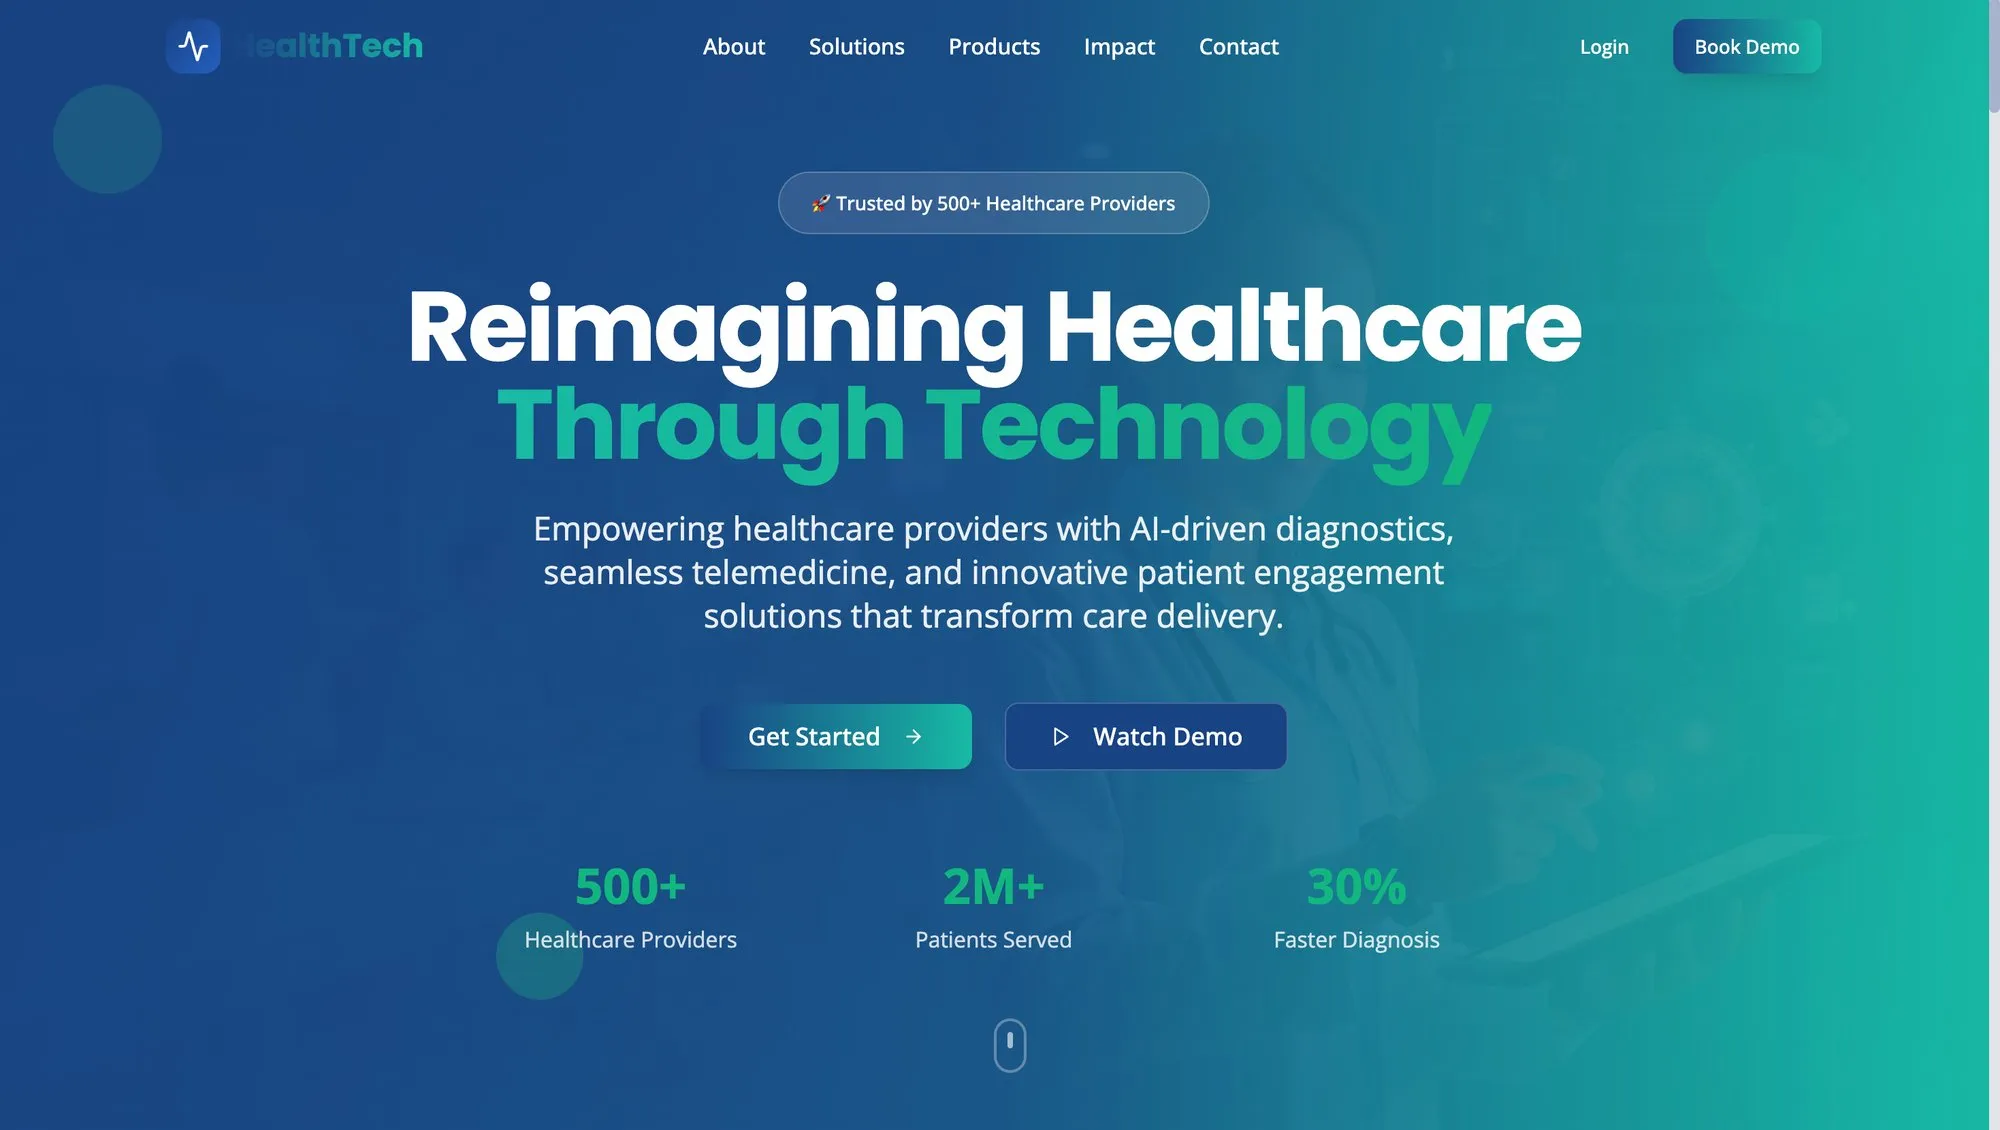 HealthTech
About Solutions Products Impact Contact
Login
Book Demo
🚀 Trusted by 500+ Healthcare Providers
Reimagining Healthcare
Through Technology
Empowering healthcare providers with AI-driven diagnostics,
seamless telemedicine, and innovative patient engagement
solutions that transform care delivery.
Get Started →
Watch Demo
500+
Healthcare Providers
2M+
Patients Served
30%
Faster Diagnosis